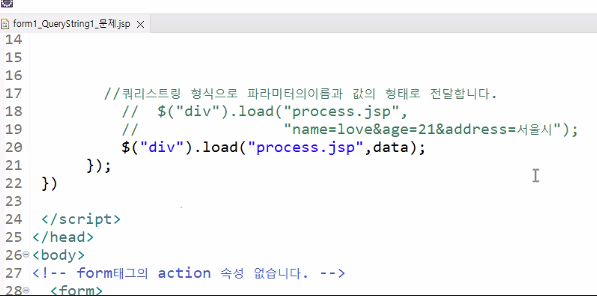 form1_QueryString1_문제.jsp
14
15
16
17 //쿼리스트링 형식으로 파라미터의이름과 값의 형태로 전달합니다.
18 // $("div").load("process.jsp",
19 // "name=love&age=21&address=서울시");
20 $("div").load("process.jsp",data);
21 });
22 })
23
24 </script>
25 </head>
26 <body>
27 <!-- form태그의 action 속성 없습니다. -->
28 <form>